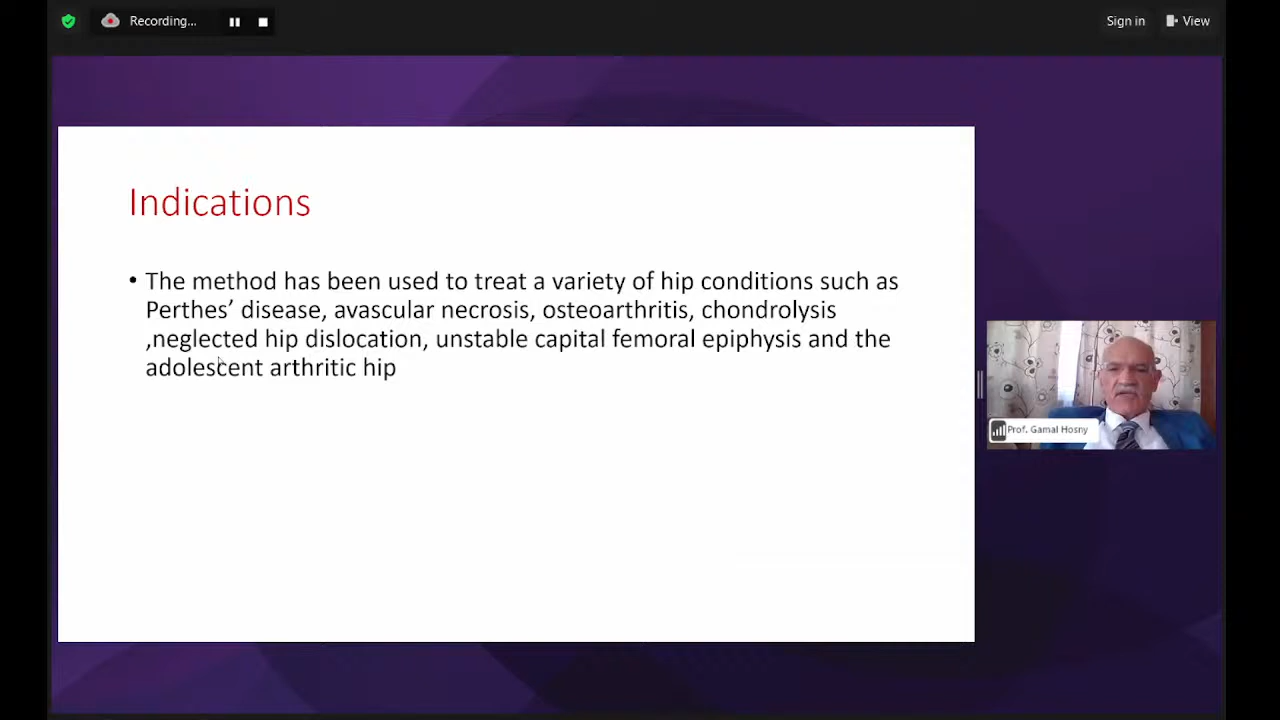 Recording...
Sign in
View
Indications
• The method has been used to treat a variety of hip conditions such as
Perthes’ disease, avascular necrosis, osteoarthritis, chondrolysis
,neglected hip dislocation, unstable capital femoral epiphysis and the
adolescent arthritic hip
Prof. Gamal Hosny